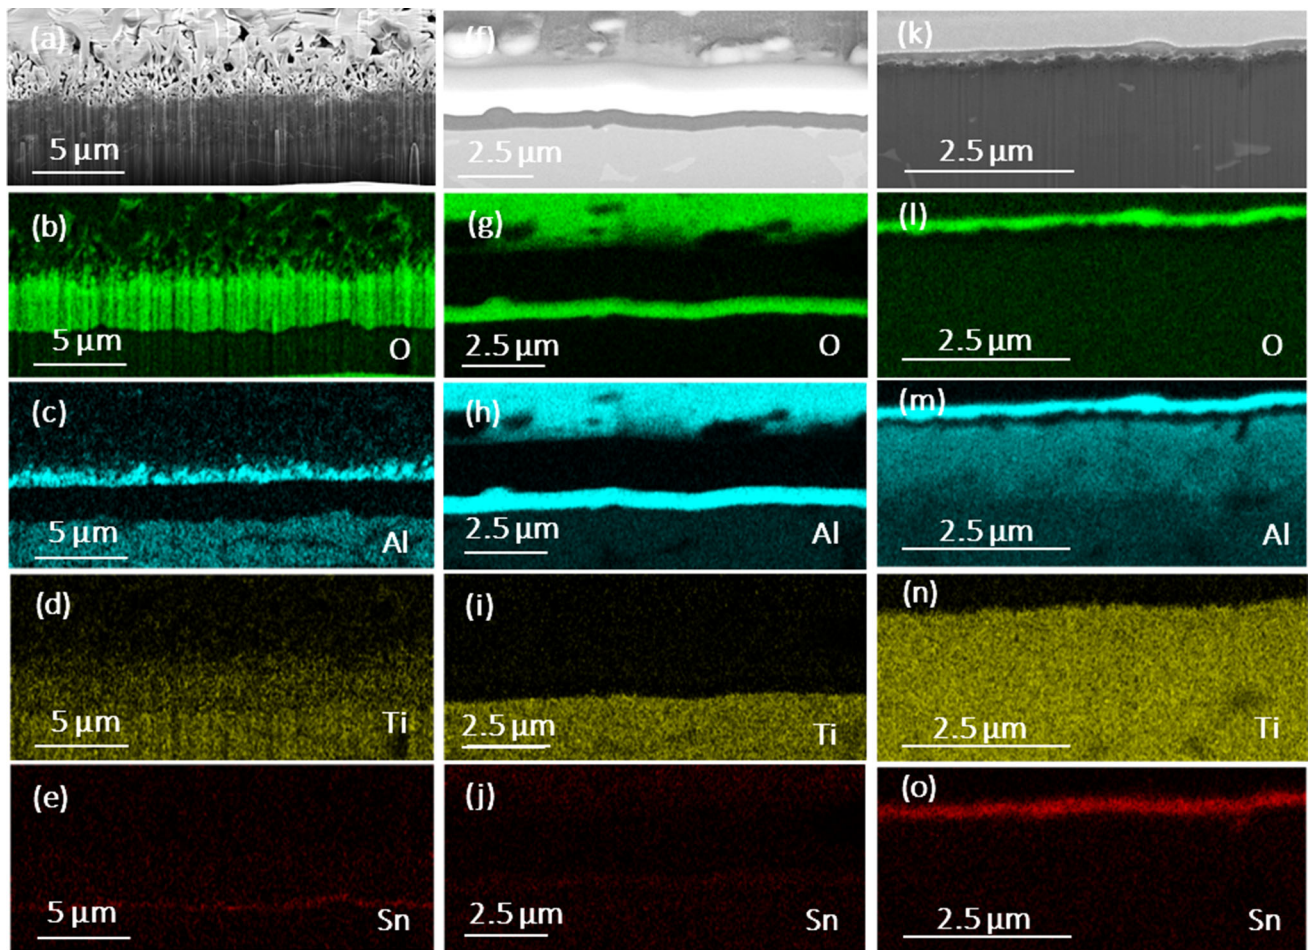 (a)
5 µm
(f)
2.5 µm
(k)
2.5 µm
(b)
5 µm
O
(g)
2.5 µm
O
(l)
2.5 µm
O
(c)
5 µm
Al
(h)
2.5 µm
Al
(m)
2.5 µm
Al
(d)
5 µm
Ti
(i)
2.5 µm
Ti
(n)
2.5 µm
Ti
(e)
5 µm
Sn
(j)
2.5 µm
Sn
(o)
2.5 µm
Sn